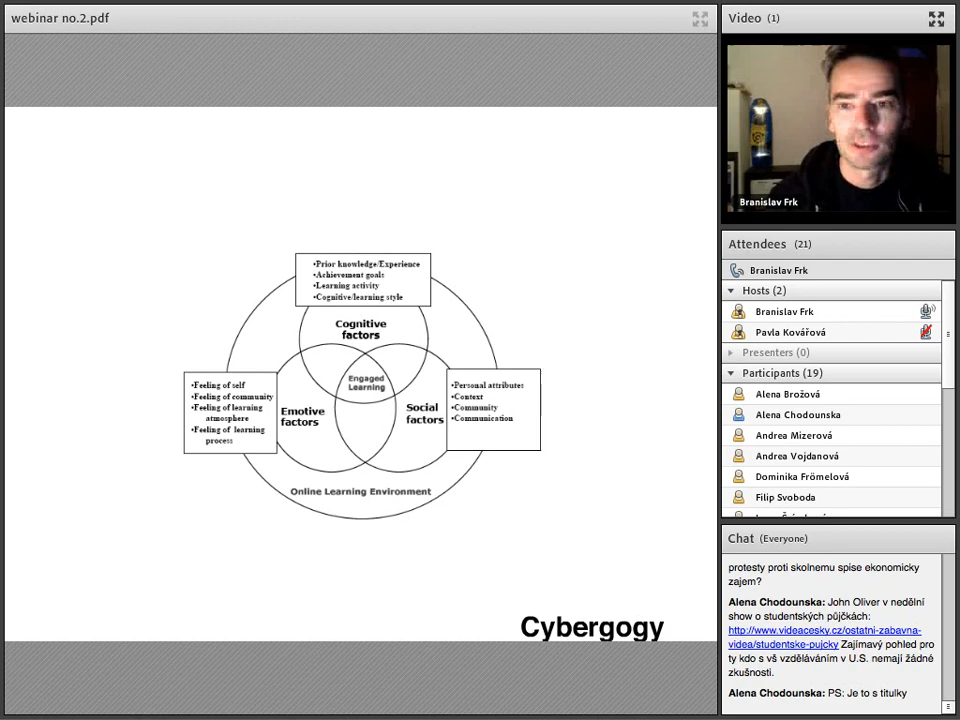 webinar no.2.pdf
•Prior knowledge/Experience
•Achievement goals
•Learning activity
•Cognitive/learning style
Cognitive
factors
Engaged
Learning
•Feeling of self
•Feeling of community
•Feeling of learning
atmosphere
•Feeling of learning
process
Emotive
factors
Social
factors
•Personal attributes
•Context
•Community
•Communication
Online Learning Environment
Cybergogy
Video (1)
Branislav Frk
Attendees (21)
Branislav Frk
Hosts (2)
Branislav Frk
Pavla Kovářová
Presenters (0)
Participants (19)
Alena Brožová
Alena Chodounska
Andrea Mizerová
Andrea Vojdanová
Dominika Frömelová
Filip Svoboda
Chat (Everyone)
protesty proti skolnemu spise ekonomicky
zajem?
Alena Chodounska: John Oliver v nedělní
show o studentských půjčkách:
http://www.videacesky.cz/ostatni-zabavna-
videa/studentske-pujcky Zajímavý pohled pro
ty kdo s vš vzděláváním v U.S. nemají žádné
zkušnosti.
Alena Chodounska: PS: Je to s titulky